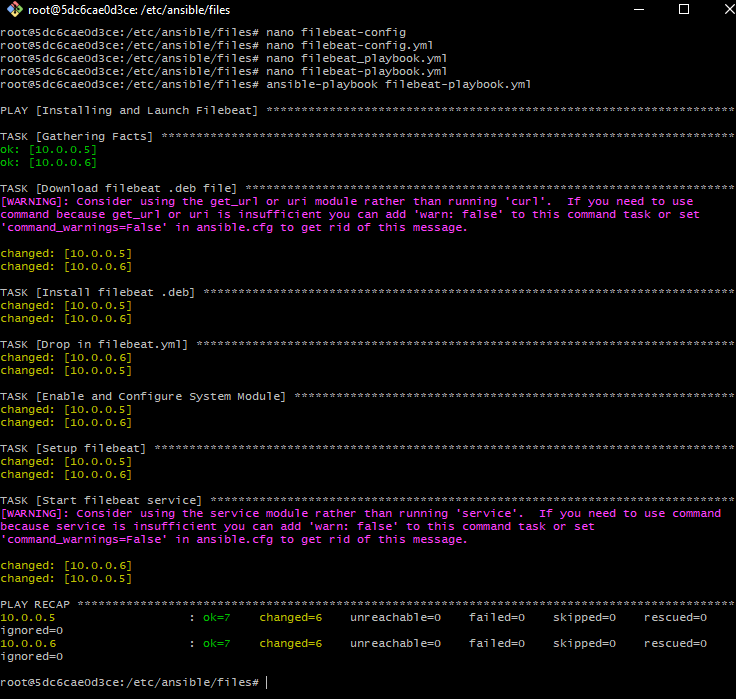 root@5dc6cae0d3ce: /etc/ansible/files
root@5dc6cae0d3ce:/etc/ansible/files# nano filebeat-config
root@5dc6cae0d3ce:/etc/ansible/files# nano filebeat-config.yml
root@5dc6cae0d3ce:/etc/ansible/files# nano filebeat_playbook.yml
root@5dc6cae0d3ce:/etc/ansible/files# nano filebeat-playbook.yml
root@5dc6cae0d3ce:/etc/ansible/files# ansible-playbook filebeat-playbook.yml
PLAY [Installing and Launch Filebeat] *******************************************************************
TASK [Gathering Facts] **********************************************************************************
ok: [10.0.0.5]
ok: [10.0.0.6]
TASK [Download filebeat .deb file] **********************************************************************
[WARNING]: Consider using the get_url or uri module rather than running 'curl'.  If you need to use
command because get_url or uri is insufficient you can add 'warn: false' to this command task or set
'command_warnings=False' in ansible.cfg to get rid of this message.
changed: [10.0.0.5]
changed: [10.0.0.6]
TASK [Install filebeat .deb] ****************************************************************************
changed: [10.0.0.5]
changed: [10.0.0.6]
TASK [Drop in filebeat.yml] *****************************************************************************
changed: [10.0.0.6]
changed: [10.0.0.5]
TASK [Enable and Configure System Module] ***************************************************************
changed: [10.0.0.5]
changed: [10.0.0.6]
TASK [Setup filebeat] ***********************************************************************************
changed: [10.0.0.5]
changed: [10.0.0.6]
TASK [Start filebeat service] ***************************************************************************
[WARNING]: Consider using the service module rather than running 'service'.  If you need to use command
because service is insufficient you can add 'warn: false' to this command task or set
'command_warnings=False' in ansible.cfg to get rid of this message.
changed: [10.0.0.6]
changed: [10.0.0.5]
PLAY RECAP **********************************************************************************************
10.0.0.5                   : ok=7    changed=6    unreachable=0    failed=0    skipped=0    rescued=0
ignored=0
10.0.0.6                   : ok=7    changed=6    unreachable=0    failed=0    skipped=0    rescued=0
ignored=0
root@5dc6cae0d3ce:/etc/ansible/files#